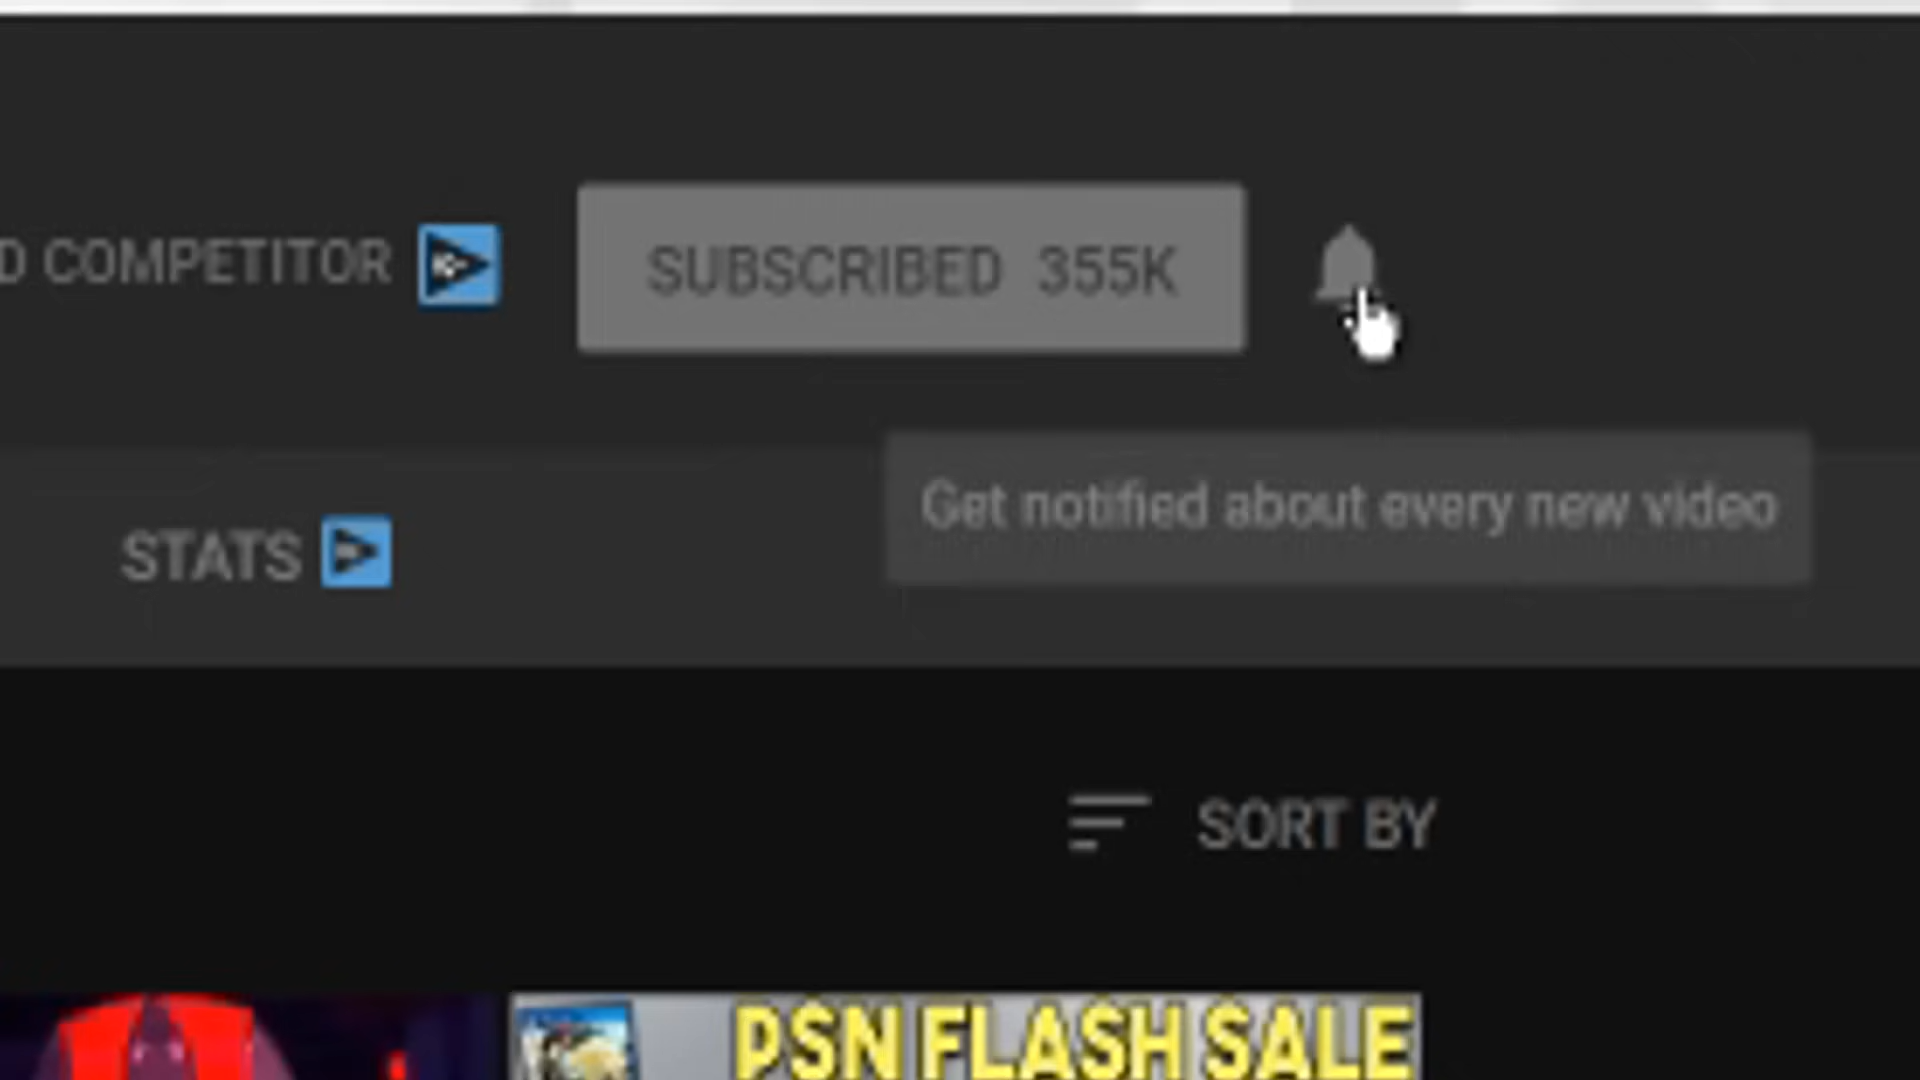 D COMPETITOR
SUBSCRIBED 355K
Get notified about every new video
STATS
SORT BY
PSN FLASH SALE